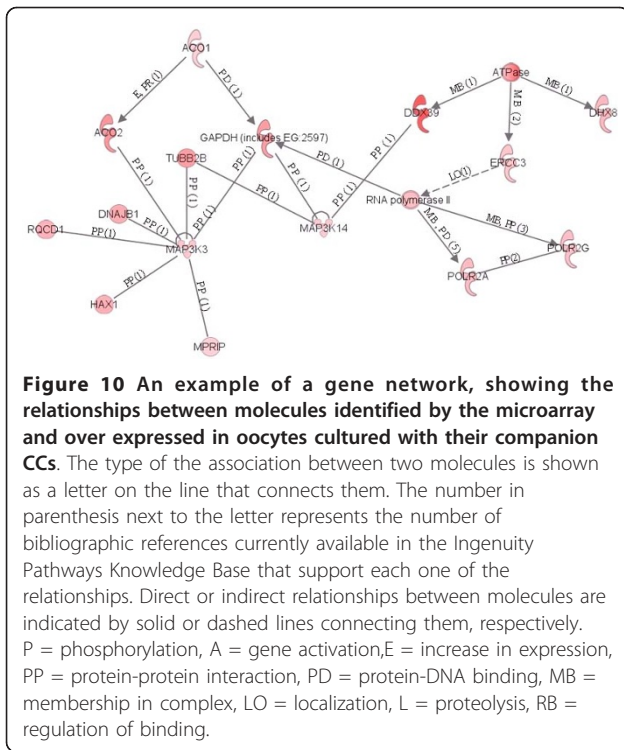 ACO1
E, PR (1)
PD (1)
ATPase
MB (1)
MB (1)
MB (2)
DDX39
DHX8
ACO2
GAPDH (includes EG:2597)
TUBB2B
PD (1)
ERCC3
PP (1)
PP (1)
PP (1)
PP (1)
PP (1)
PP (1)
PP (1)
LO(1)
RNA polymerase II
DNAJB1
MAP3K14
RQCD1
PP(1)
PP(1)
MAP3K3
MB, PP (3)
MB, PD (5)
POLR2G
PP(2)
POLR2A
PP(1)
HAX1
PP (1)
MPRIP
Figure 10 An example of a gene network, showing the
relationships between molecules identified by the microarray
and over expressed in oocytes cultured with their companion
CCs. The type of the association between two molecules is shown
as a letter on the line that connects them. The number in
parenthesis next to the letter represents the number of
bibliographic references currently available in the Ingenuity
Pathways Knowledge Base that support each one of the
relationships. Direct or indirect relationships between molecules are
indicated by solid or dashed lines connecting them, respectively.
P = phosphorylation, A = gene activation,E = increase in expression,
PP = protein-protein interaction, PD = protein-DNA binding, MB =
membership in complex, LO = localization, L = proteolysis, RB =
regulation of binding.